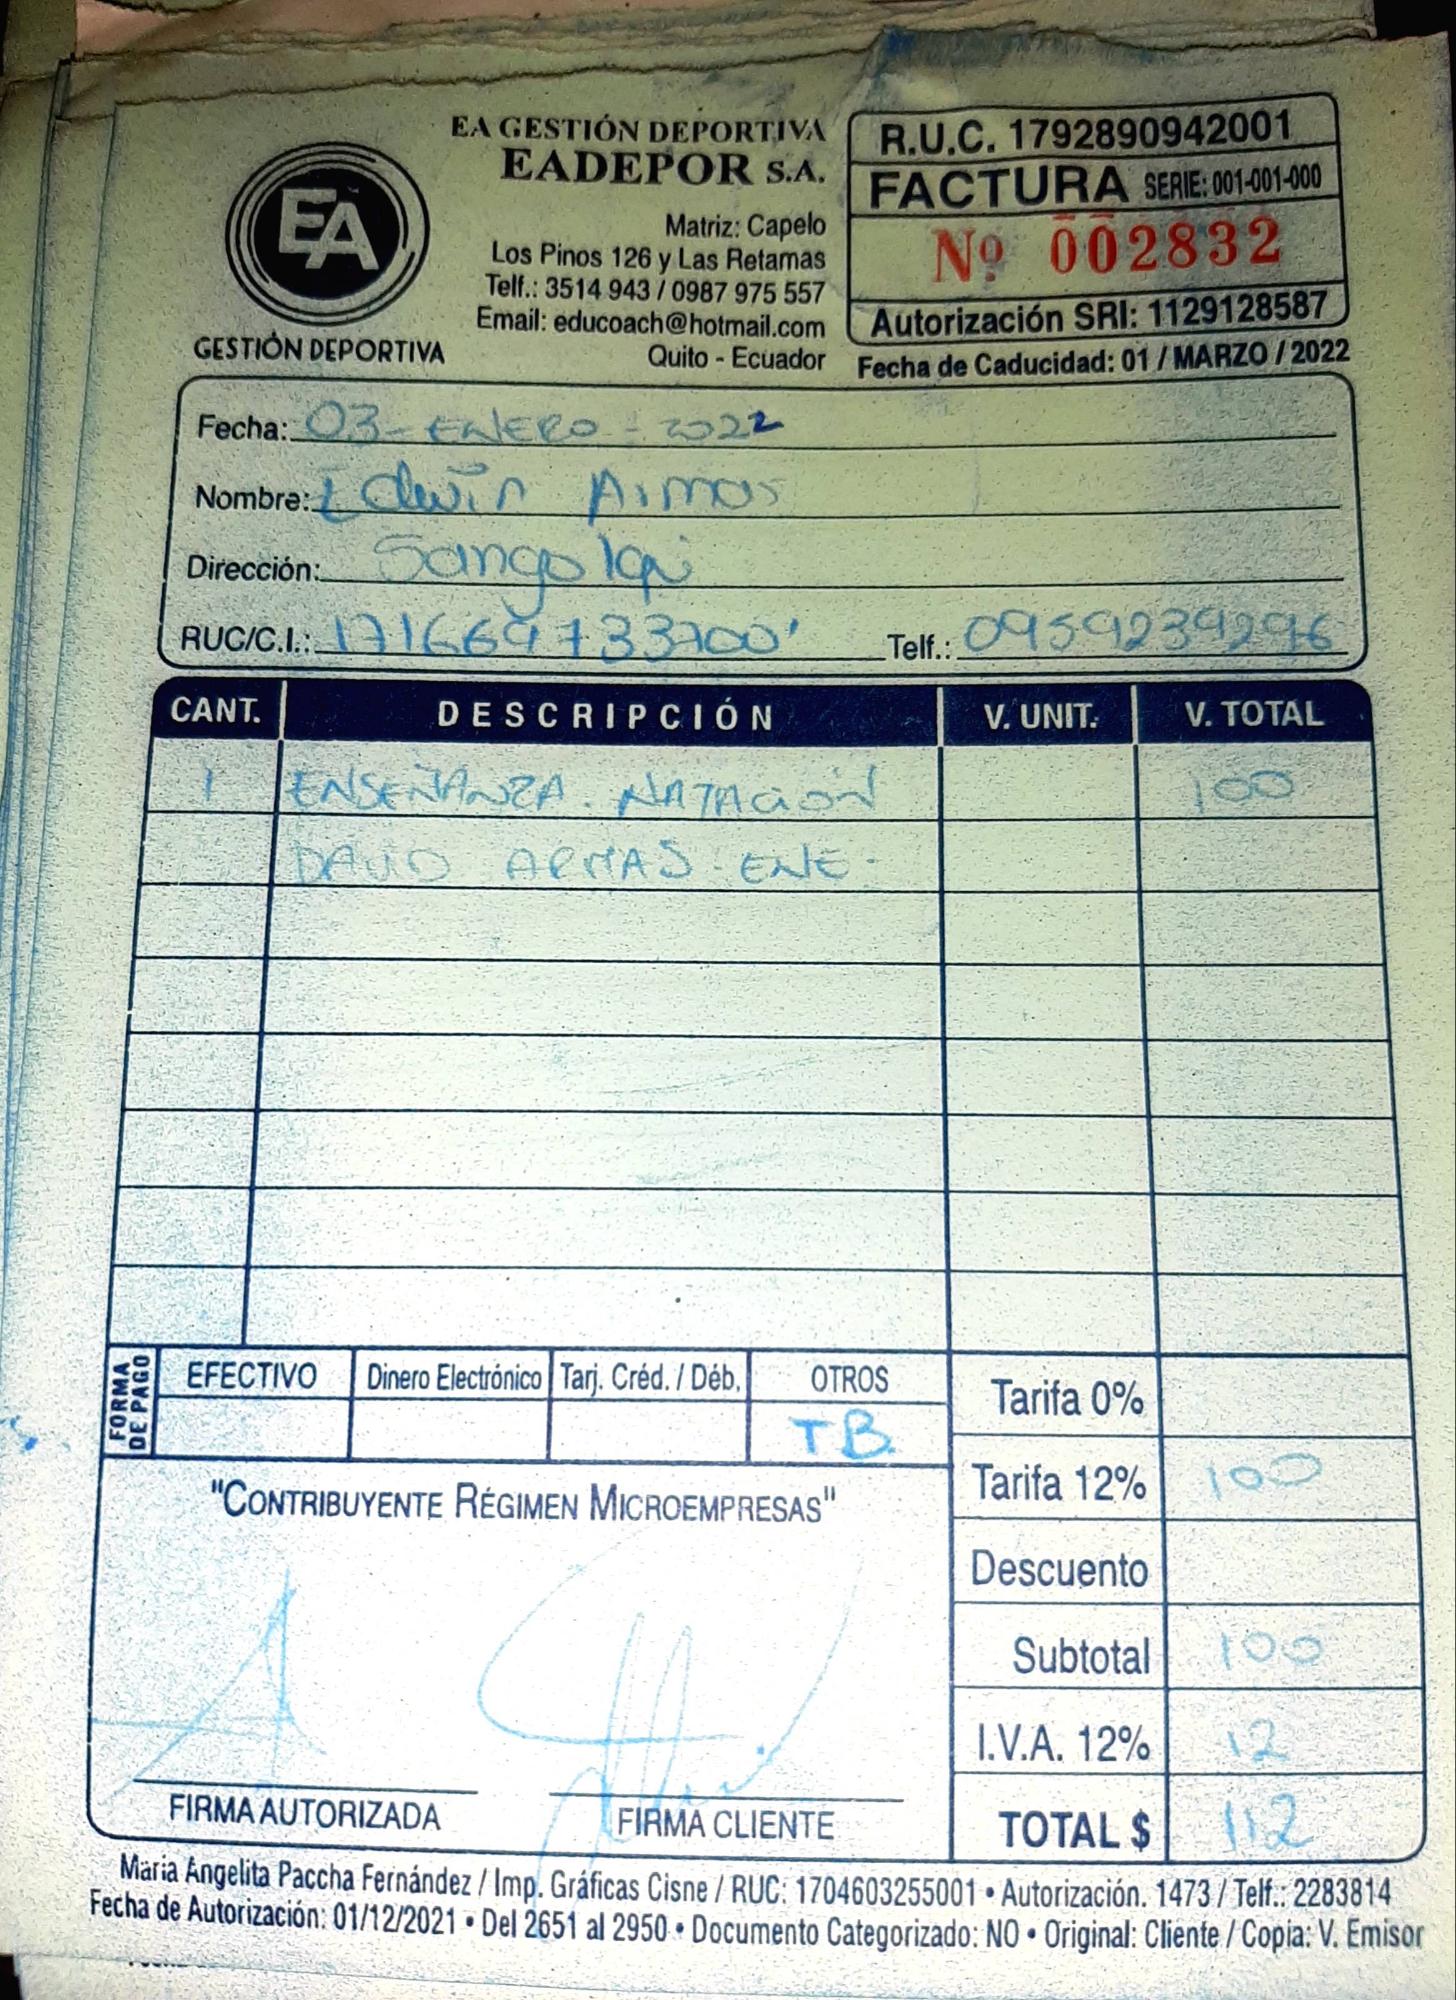 EA GESTIÓN DEPORTIVA
EADEPOR S.A.
Matriz: Capelo
Los Pinos 126 y Las Retamas
Telf.: 3514 943 / 0987 975 557
Email: educoach@hotmail.com
Quito - Ecuador
EA
GESTIÓN DEPORTIVA
R.U.C. 1792890942001
FACTURA SERIE: 001-001-000
Nº 002832
Autorización SRI: 1129128587
Fecha de Caducidad: 01 / MARZO / 2022
Fecha: 03-ENERO-2022
Nombre: Edwin Armas
Dirección: Sangolqui
RUC/C.I.: Telf.: 0959239296
CANT. DESCRIPCIÓN V. UNIT. V. TOTAL
1 ENSEÑANZA. NATACIÓN 100
DAVID ARMAS-ENE-
FORMA DE PAGO
EFECTIVO Dinero Electrónico Tarj. Créd. / Déb. OTROS
TB
Tarifa 0%
Tarifa 12% 100
Descuento
Subtotal 100
I.V.A. 12% 12
TOTAL $ 112
"CONTRIBUYENTE RÉGIMEN MICROEMPRESAS"
FIRMA AUTORIZADA FIRMA CLIENTE
Maria Angelita Paccha Fernández / Imp. Gráficas Cisne / RUC: 1704603255001 • Autorización. 1473 / Telf.: 2283814
Fecha de Autorización: 01/12/2021 • Del 2651 al 2950 • Documento Categorizado: NO • Original: Cliente / Copia: V. Emisor